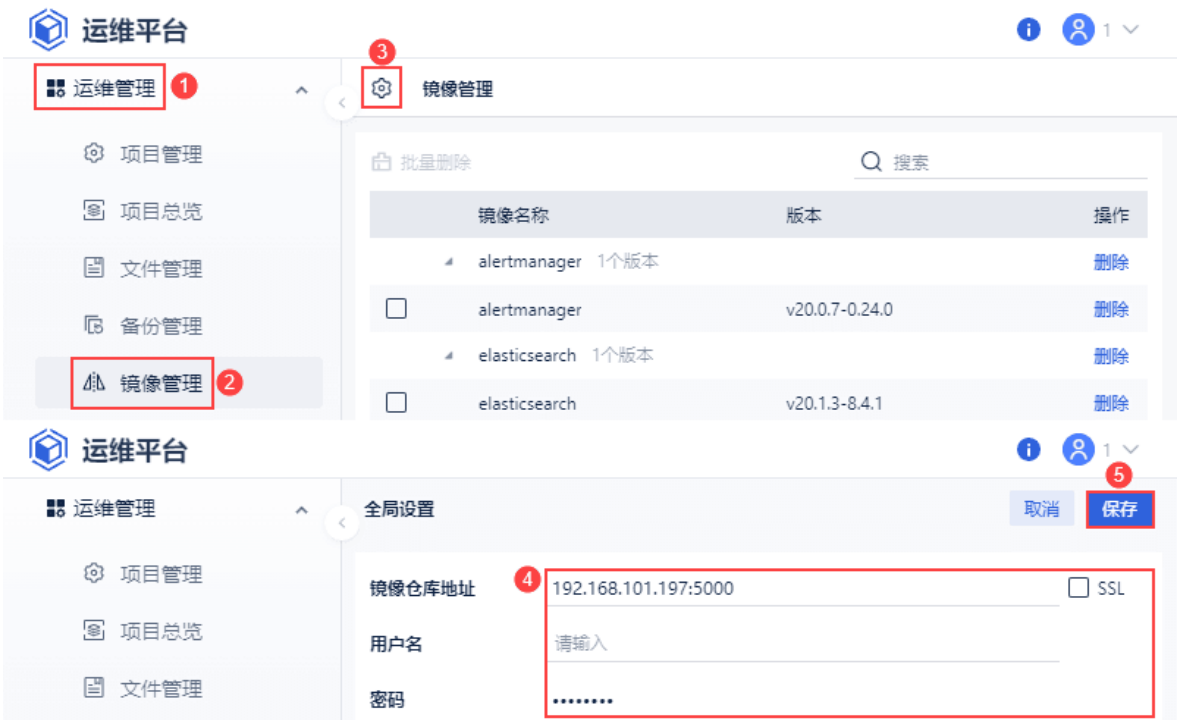 运维平台
1
运维管理 1
3
镜像管理
项目管理
批量删除
搜索
项目总览
镜像名称 版本 操作
文件管理
alertmanager 1个版本 删除
备份管理
alertmanager v20.0.7-0.24.0 删除
elasticsearch 1个版本 删除
镜像管理 2
elasticsearch v20.1.3-8.4.1 删除
运维平台
1
5
运维管理
全局设置
取消 保存
项目管理
镜像仓库地址 4 192.168.101.197:5000 SSL
项目总览
用户名 请输入
文件管理
密码 ••••••••